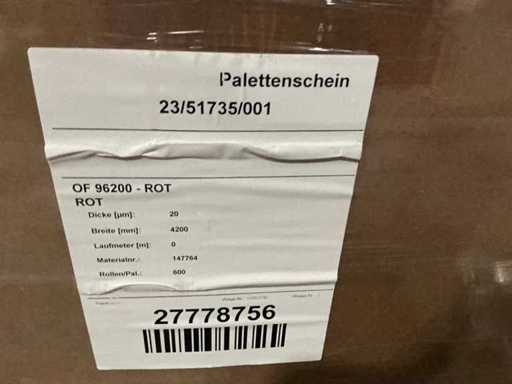 Palettenschein
23/51735/001
OF 96200 - ROT
ROT
Dicke [µm]: 20
Breite [mm]: 4200
Laufmeter [m]: 0
Materialnr.: 147764
Rollen/Pal.: 600
27778756